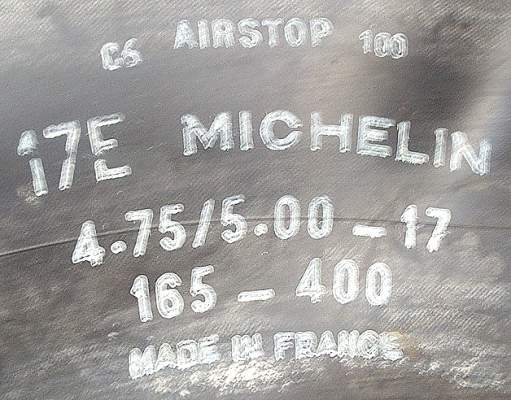 C6 AIRSTOP 100
17E MICHELIN
4.75/5.00 - 17
165 - 400
MADE IN FRANCE